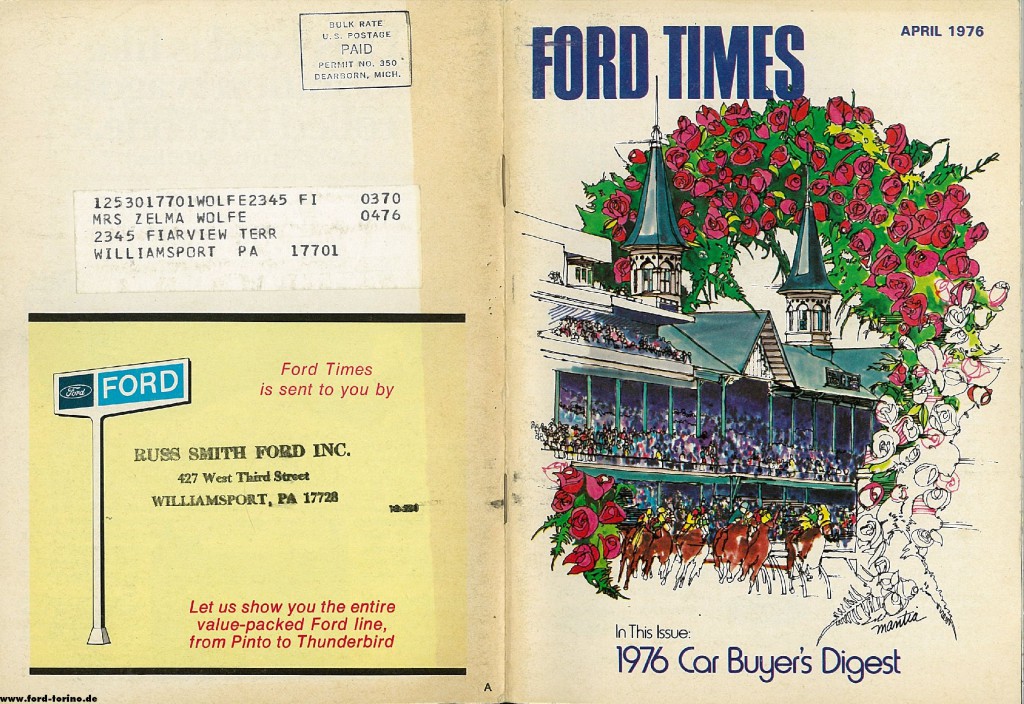 BULK RATE
U.S. POSTAGE
PAID
PERMIT NO. 350
DEARBORN, MICH.
1253017701WOLFE2345 FI 0370
MRS ZELMA WOLFE 0476
2345 FIARVIEW TERR
WILLIAMSPORT PA 17701
Ford FORD
Ford Times
is sent to you by
RUSS SMITH FORD INC.
427 West Third Street
WILLIAMSPORT, PA 17728
Let us show you the entire
value-packed Ford line,
from Pinto to Thunderbird
A
www.ford-torino.de
FORD TIMES
APRIL 1976
mantia
In This Issue:
1976 Car Buyer's Digest